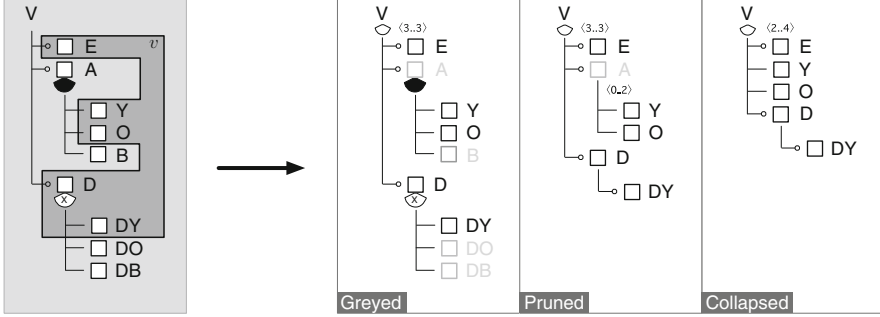 V
E
v
A
Y
O
B
D
X
DY
DO
DB
V
⟨3..3⟩
E
A
Y
O
B
D
X
DY
DO
DB
Greyed
V
⟨3..3⟩
E
A
⟨0..2⟩
Y
O
D
DY
Pruned
V
⟨2..4⟩
E
Y
O
D
DY
Collapsed